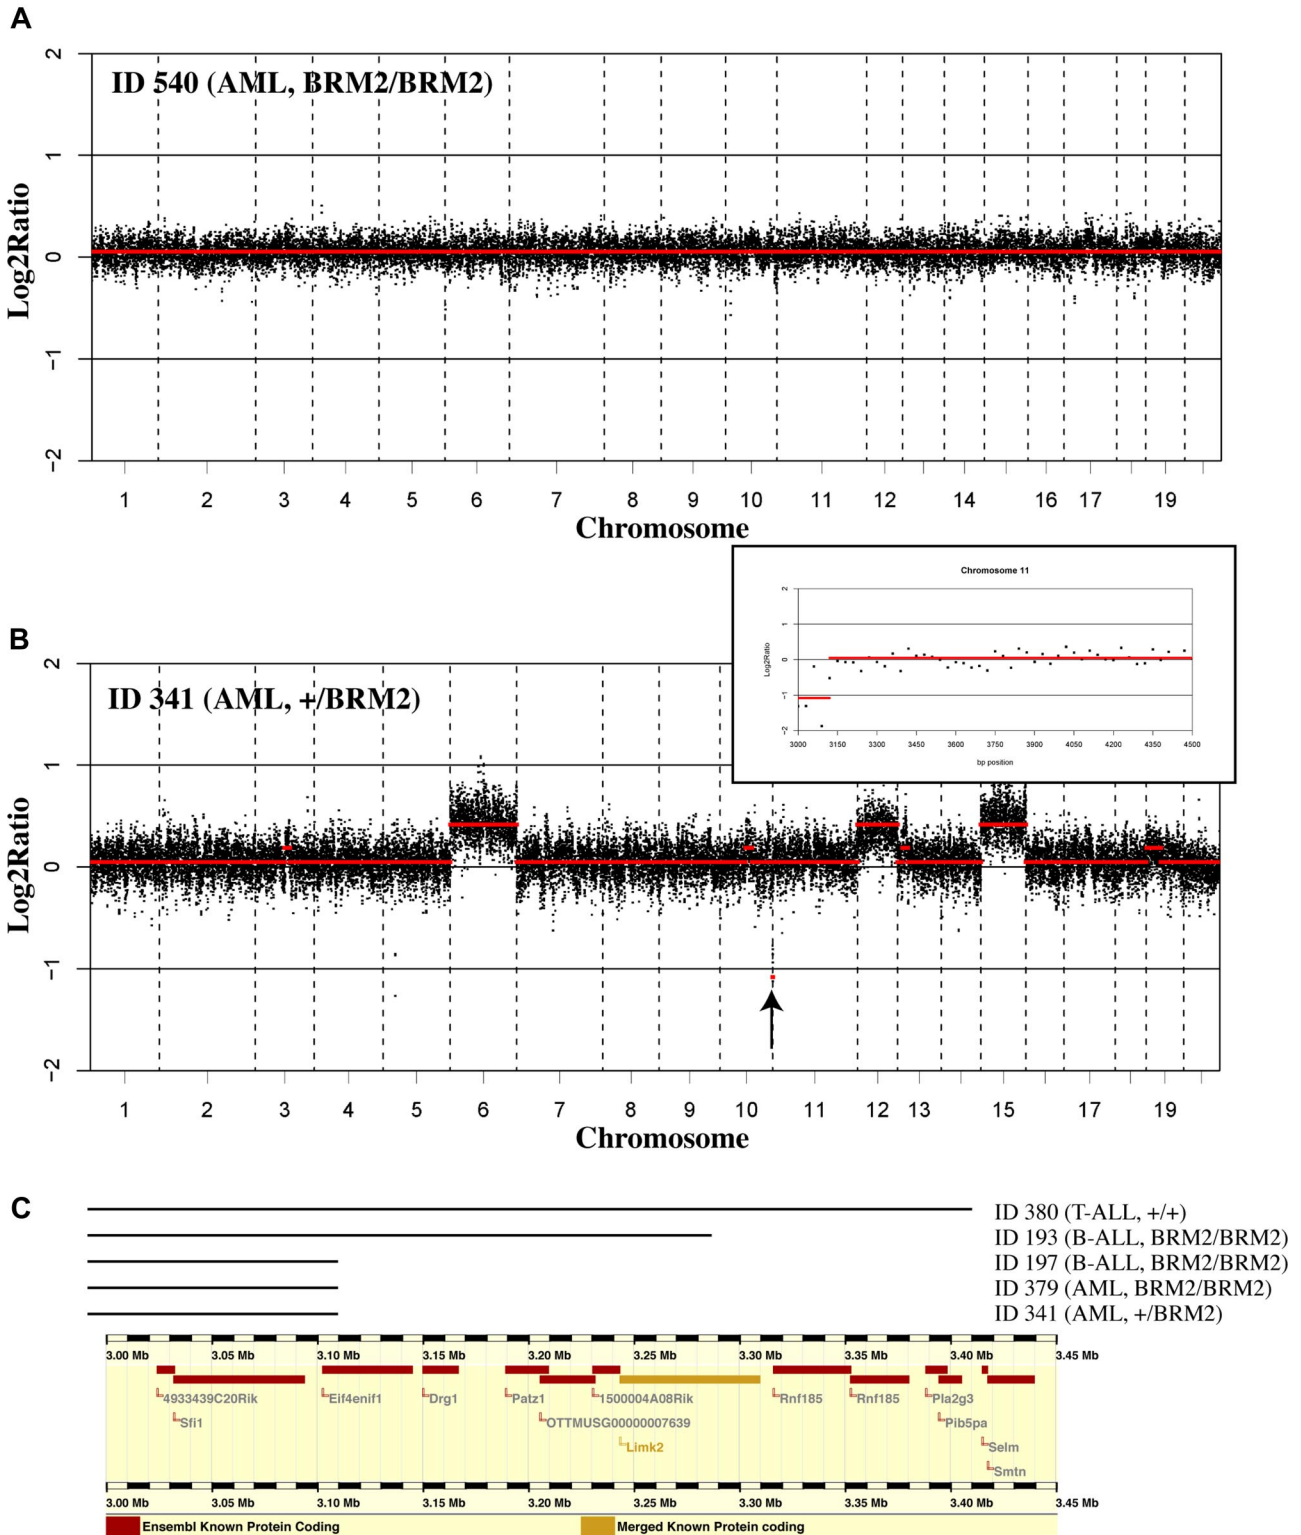 A
ID 540 (AML, BRM2/BRM2)
Log2Ratio
2
1
0
−1
−2
1 2 3 4 5 6 7 8 9 10 11 12 14 16 17 19
Chromosome
B
ID 341 (AML, +/BRM2)
Log2Ratio
2
1
0
−1
−2
1 2 3 4 5 6 7 8 9 10 11 12 13 15 17 19
Chromosome
Chromosome 11
Log2Ratio
2
1
0
−1
−2
3000 3150 3300 3450 3600 3750 3900 4050 4200 4350 4500
bp position
C
ID 380 (T-ALL, +/+)
ID 193 (B-ALL, BRM2/BRM2)
ID 197 (B-ALL, BRM2/BRM2)
ID 379 (AML, BRM2/BRM2)
ID 341 (AML, +/BRM2)
3.00 Mb 3.05 Mb 3.10 Mb 3.15 Mb 3.20 Mb 3.25 Mb 3.30 Mb 3.35 Mb 3.40 Mb 3.45 Mb
4933439C20Rik Eif4enif1 Drg1 Patz1 1500004A08Rik Rnf185 Rnf185 Pla2g3
Sfi1 OTTMUSG00000007639 Pib5pa
Limk2 Selm
Smtn
3.00 Mb 3.05 Mb 3.10 Mb 3.15 Mb 3.20 Mb 3.25 Mb 3.30 Mb 3.35 Mb 3.40 Mb 3.45 Mb
Ensembl Known Protein Coding Merged Known Protein coding